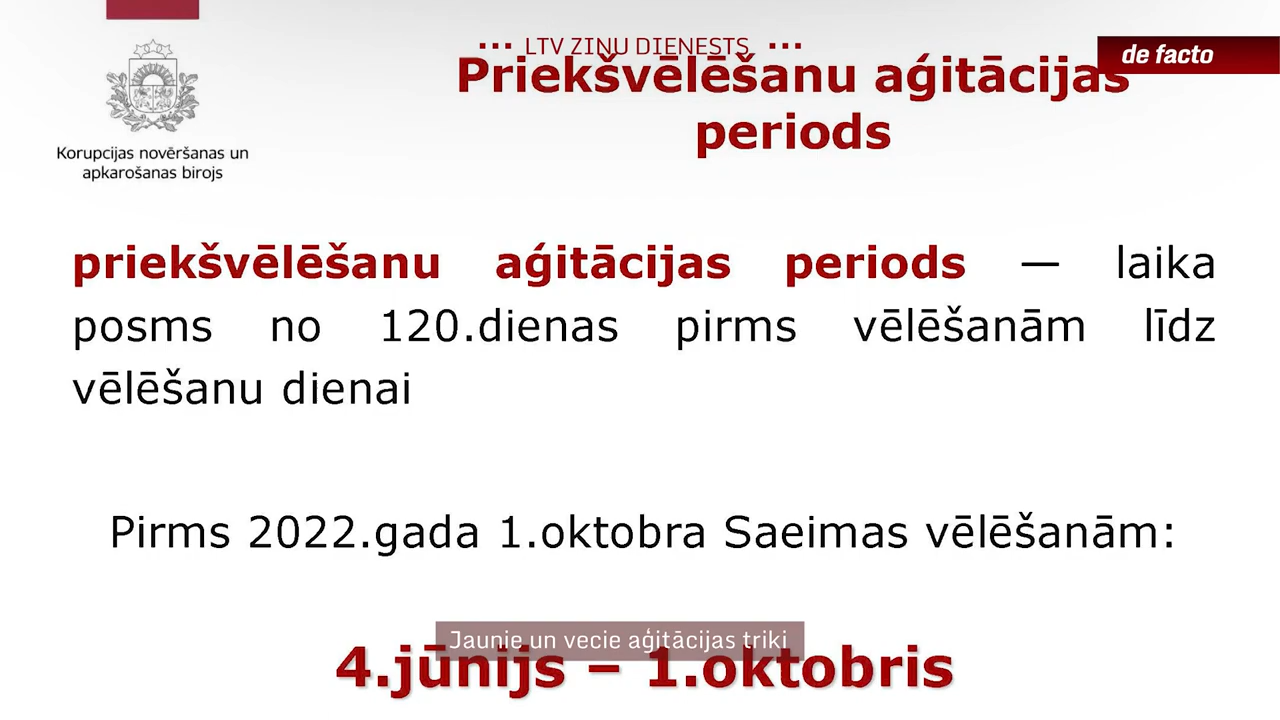 LTV ZIŅU DIENESTS
de facto
Priekšvēlēšanu aģitācijas
periods
Korupcijas novēršanas un
apkarošanas birojs
priekšvēlēšanu aģitācijas periods — laika
posms no 120.dienas pirms vēlēšanām līdz
vēlēšanu dienai
Pirms 2022.gada 1.oktobra Saeimas vēlēšanām:
Jaunie un vecie aģitācijas triki
4.jūnijs – 1.oktobris